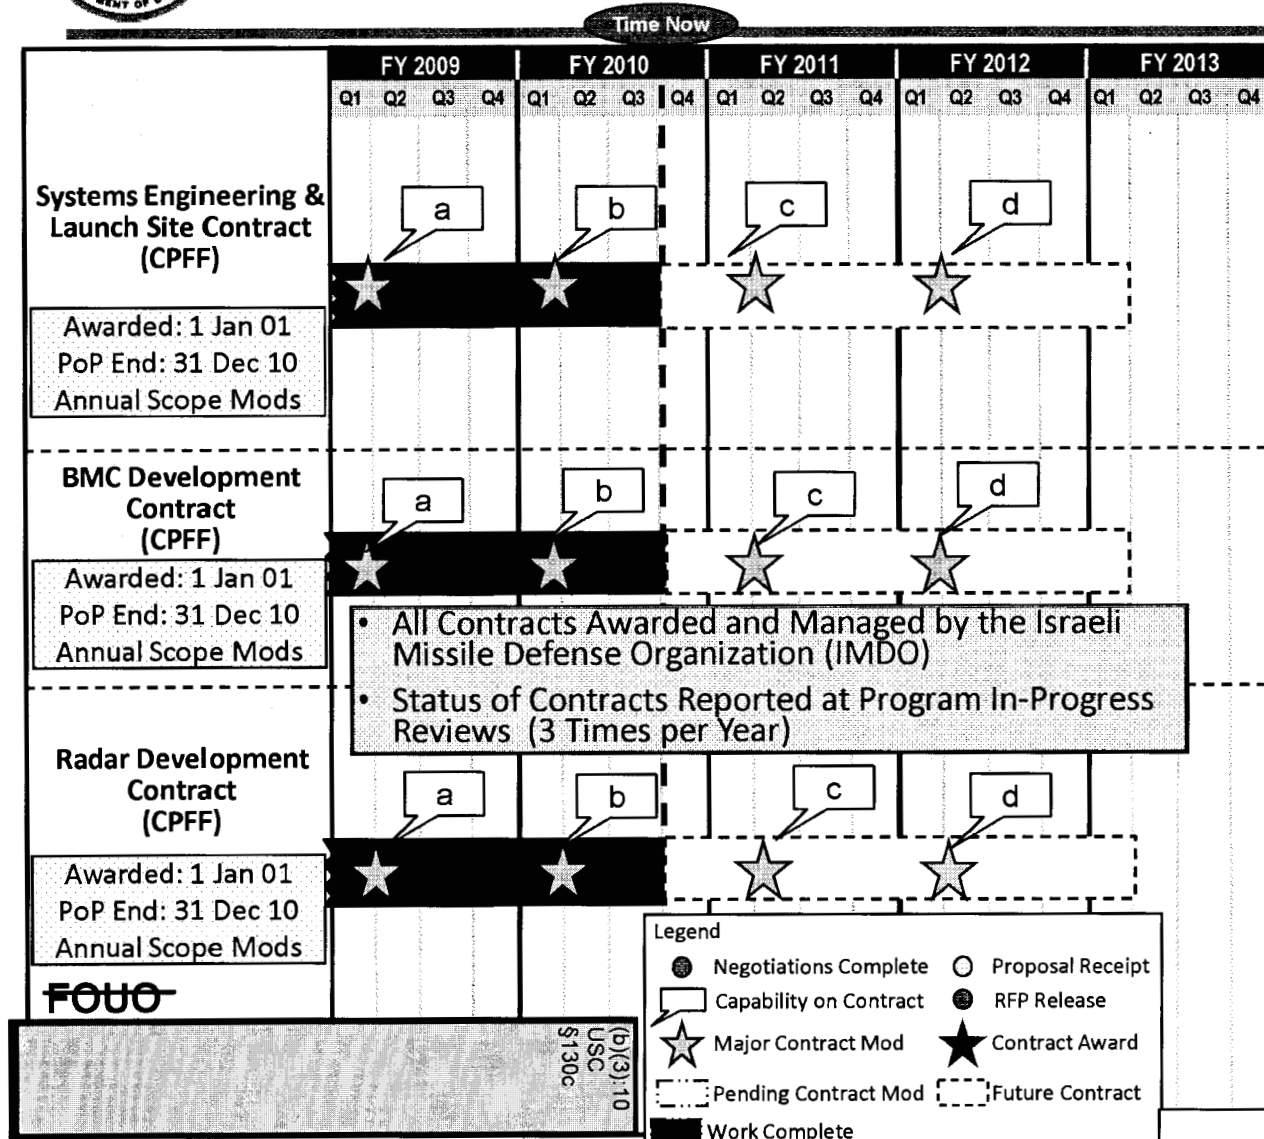 MENT OF
Time Now
FY 2009 FY 2010 FY 2011 FY 2012 FY 2013
Q1 Q2 Q3 Q4 Q1 Q2 Q3 Q4 Q1 Q2 Q3 Q4 Q1 Q2 Q3 Q4 Q1 Q2 Q3 Q4
Systems Engineering &
Launch Site Contract
(CPFF)
a b c d
Awarded: 1 Jan 01
PoP End: 31 Dec 10
Annual Scope Mods
BMC Development
Contract
(CPFF)
a b c d
Awarded: 1 Jan 01
PoP End: 31 Dec 10
Annual Scope Mods
• All Contracts Awarded and Managed by the Israeli
Missile Defense Organization (IMDO)
• Status of Contracts Reported at Program In-Progress
Reviews (3 Times per Year)
Radar Development
Contract
(CPFF)
a b c d
Awarded: 1 Jan 01
PoP End: 31 Dec 10
Annual Scope Mods
FOUO
(b)(3):10
USC
§130c
Legend
Negotiations Complete Proposal Receipt
Capability on Contract RFP Release
Major Contract Mod Contract Award
Pending Contract Mod Future Contract
Work Complete